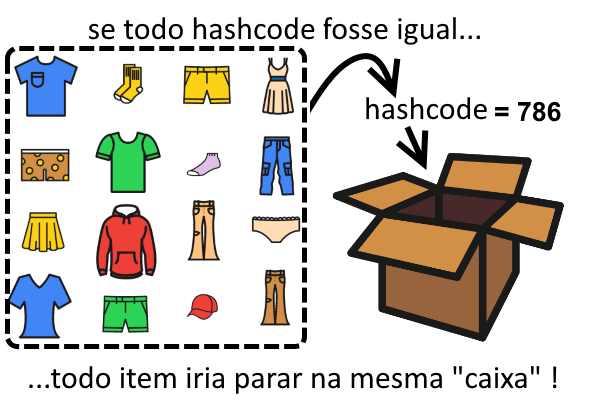 se todo hashcode fosse igual...
hashcode = 786
...todo item iria parar na mesma "caixa" !